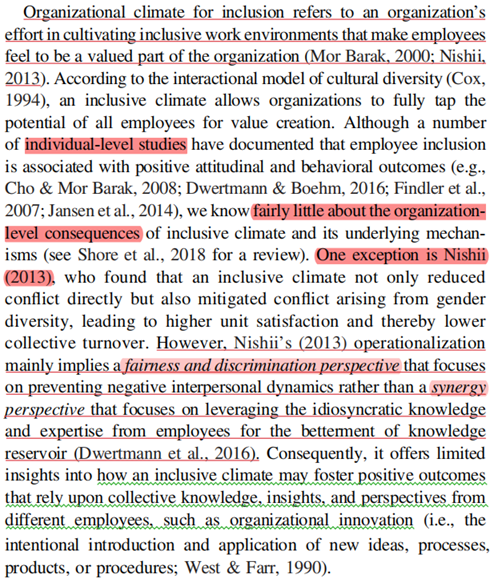 Organizational climate for inclusion refers to an organization's
effort in cultivating inclusive work environments that make employees
feel to be a valued part of the organization (Mor Barak, 2000; Nishii,
2013). According to the interactional model of cultural diversity (Cox,
1994), an inclusive climate allows organizations to fully tap the
potential of all employees for value creation. Although a number
of individual-level studies have documented that employee inclusion
is associated with positive attitudinal and behavioral outcomes (e.g.,
Cho & Mor Barak, 2008; Dwertmann & Boehm, 2016; Findler et al.,
2007; Jansen et al., 2014), we know fairly little about the organization-
level consequences of inclusive climate and its underlying mechan-
isms (see Shore et al., 2018 for a review). One exception is Nishii
(2013), who found that an inclusive climate not only reduced
conflict directly but also mitigated conflict arising from gender
diversity, leading to higher unit satisfaction and thereby lower
collective turnover. However, Nishii's (2013) operationalization
mainly implies a fairness and discrimination perspective that focuses
on preventing negative interpersonal dynamics rather than a synergy
perspective that focuses on leveraging the idiosyncratic knowledge
and expertise from employees for the betterment of knowledge
reservoir (Dwertmann et al., 2016). Consequently, it offers limited
insights into how an inclusive climate may foster positive outcomes
that rely upon collective knowledge, insights, and perspectives from
different employees, such as organizational innovation (i.e., the
intentional introduction and application of new ideas, processes,
products, or procedures; West & Farr, 1990).